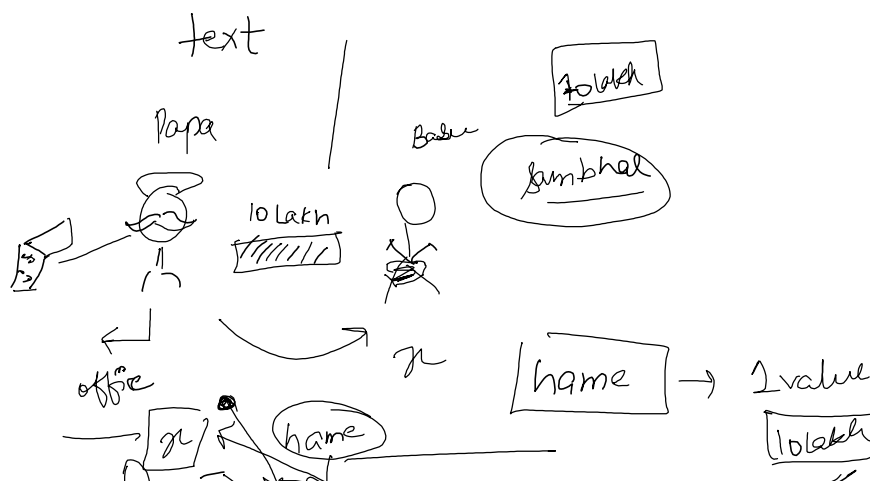 text
10 lakh
Papa
Babu
Sambhal
10 Lakh
x
office
name
1 value
x
name
10 lakh